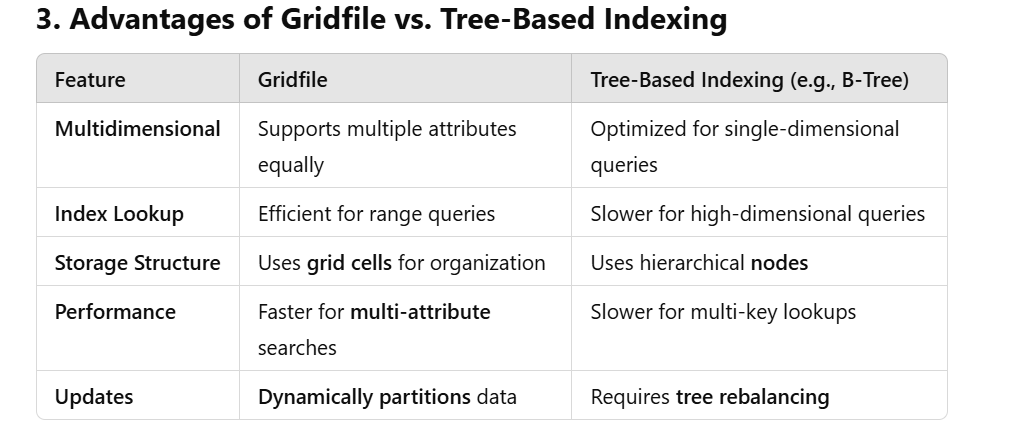 3. Advantages of Gridfile vs. Tree-Based Indexing
Feature Gridfile Tree-Based Indexing (e.g., B-Tree)
Multidimensional Supports multiple attributes equally Optimized for single-dimensional queries
Index Lookup Efficient for range queries Slower for high-dimensional queries
Storage Structure Uses grid cells for organization Uses hierarchical nodes
Performance Faster for multi-attribute searches Slower for multi-key lookups
Updates Dynamically partitions data Requires tree rebalancing